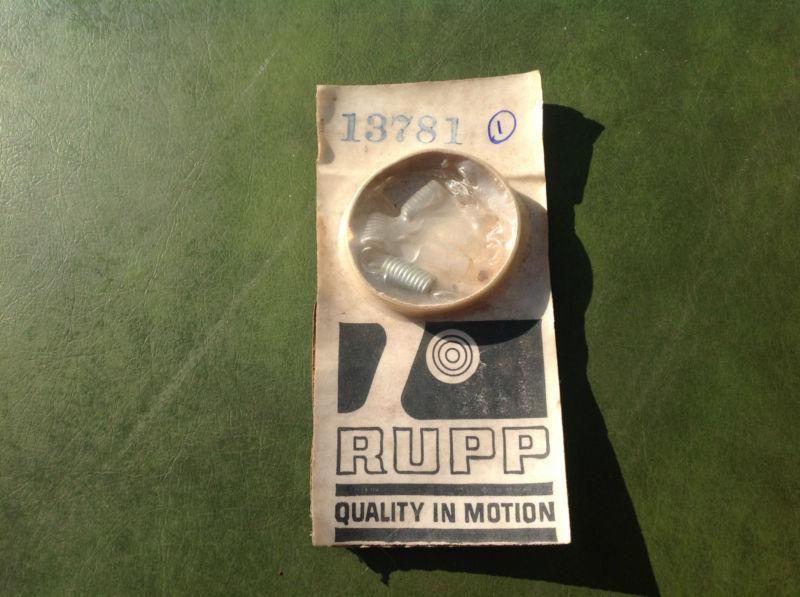 13781 1
RUPP
QUALITY IN MOTION